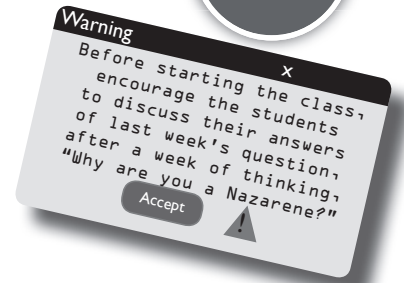 Warning
x
Before starting the class,
encourage the students
to discuss their answers
of last week's question,
after a week of thinking,
"Why are you a Nazarene?"
Accept
!